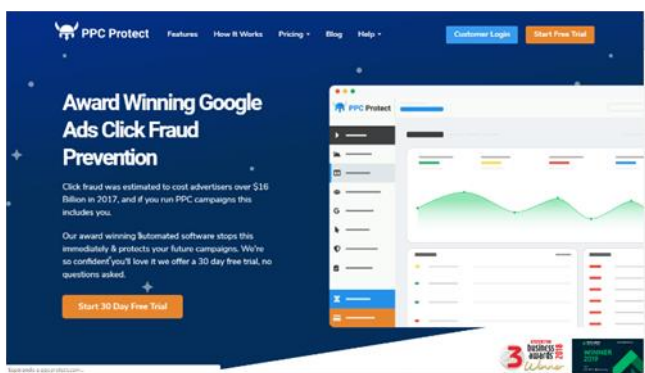 PPC Protect Features How It Works Pricing Blog Help Customer Login Start Free Trial
Award Winning Google
Ads Click Fraud
Prevention
Click fraud was estimated to cost advertisers over $16
Billion in 2017, and if you run PPC campaigns this
includes you.
Our award winning automated software stops this
immediately & protects your future campaigns. We're
so confident you'll love it we offer a 30 day free trial, no
questions asked.
Start 30 Day Free Trial
PPC Protect
3
business
awards
Winner
WINNER
2019